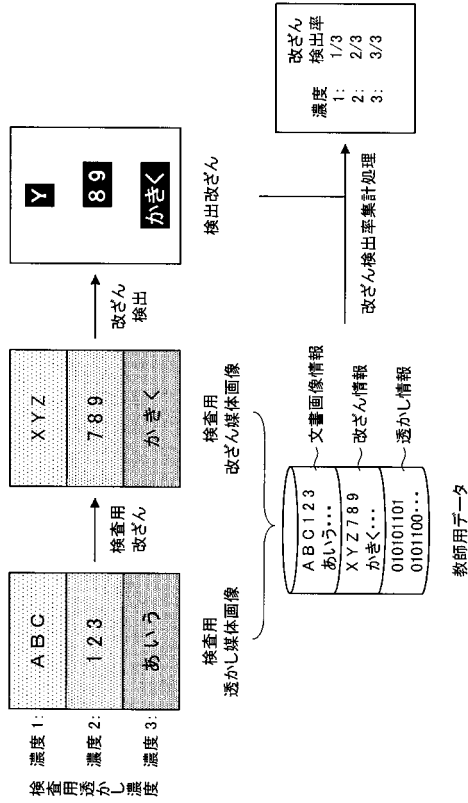 検査用
透かし濃度
濃度 1:
濃度 2:
濃度 3:
ABC
123
あいう
検査用
透かし媒体画像
検査用
改ざん
XYZ
789
かきく
検査用
改ざん媒体画像
改ざん
検出
Y
89
かきく
検出改ざん
ABC123
あいう・・・
XYZ789
かきく・・・
010101101
0101100・・・
文書画像情報
改ざん情報
透かし情報
教師用データ
改ざん検出率集計処理
濃度
改ざん
検出率
1: 1/3
2: 2/3
3: 3/3